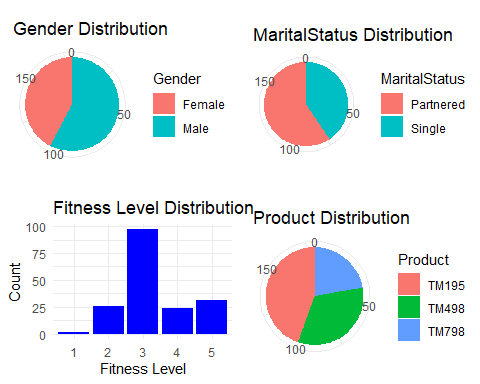 Gender Distribution
0
50
100
150
Gender
Female
Male
MaritalStatus Distribution
0
50
100
150
MaritalStatus
Partnered
Single
Fitness Level Distribution
Count
100
75
50
25
0
1 2 3 4 5
Fitness Level
Product Distribution
0
50
100
150
Product
TM195
TM498
TM798